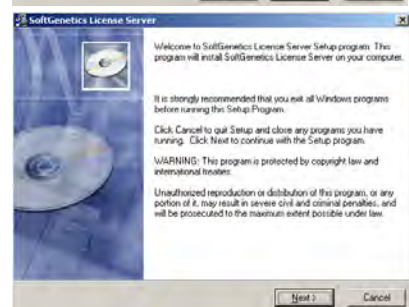 SoftGenetics License Server
Welcome to SoftGenetics License Server Setup program. This
program will install SoftGenetics License Server on your computer.
It is strongly recommended that you exit all Windows programs
before running this Setup Program.
Click Cancel to quit Setup and close any programs you have
running. Click Next to continue with the Setup program.
WARNING: This program is protected by copyright law and
international treaties.
Unauthorized reproduction or distribution of this program, or any
portion of it, may result in severe civil and criminal penalties, and
will be prosecuted to the maximum extent possible under law.
Next > Cancel